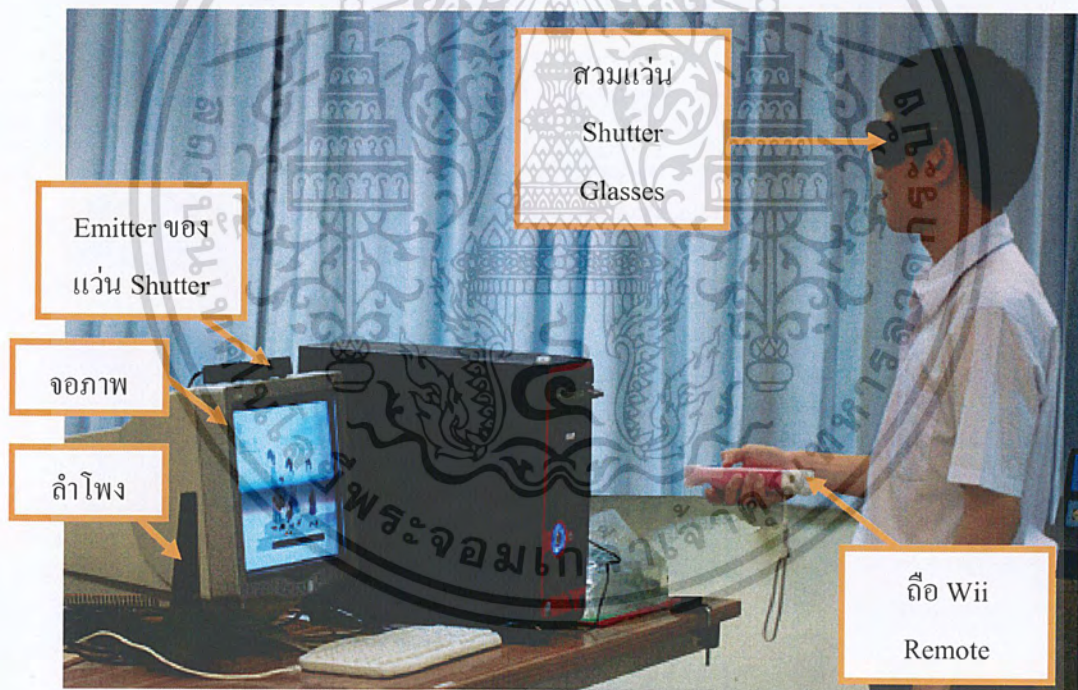 สวมแว่น
Shutter
Glasses
Emitter ของ
แว่น Shutter
จอภาพ
ลำโพง
ถือ Wii
Remote